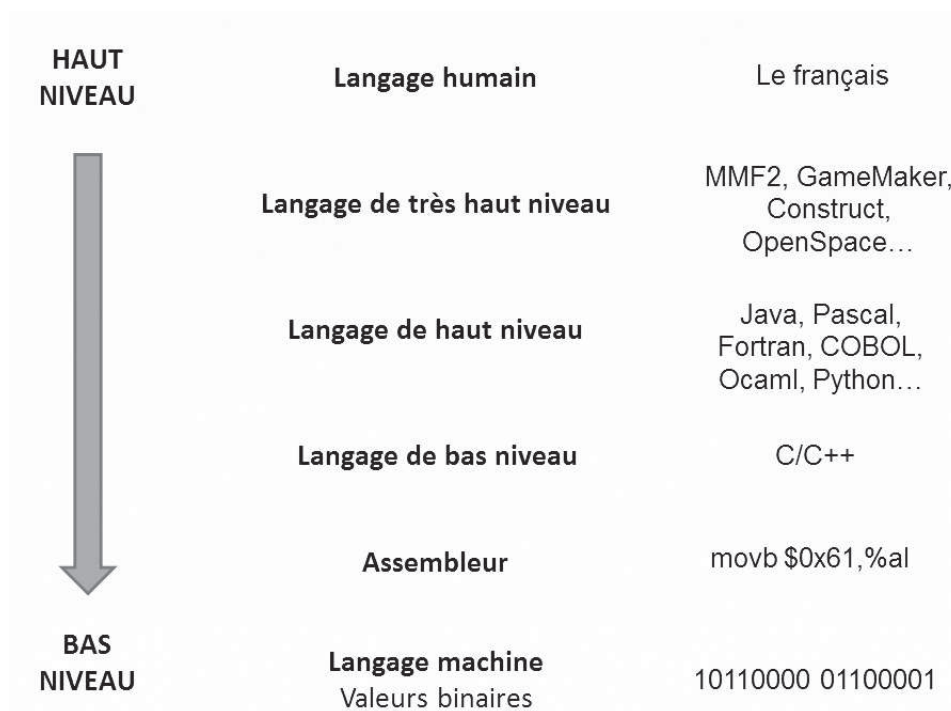 HAUT
NIVEAU
Langage humain
Le français
Langage de très haut niveau
MMF2, GameMaker,
Construct,
OpenSpace…
Langage de haut niveau
Java, Pascal,
Fortran, COBOL,
Ocaml, Python…
Langage de bas niveau
C/C++
Assembleur
movb $0x61,%al
BAS
NIVEAU
Langage machine
Valeurs binaires
10110000 01100001